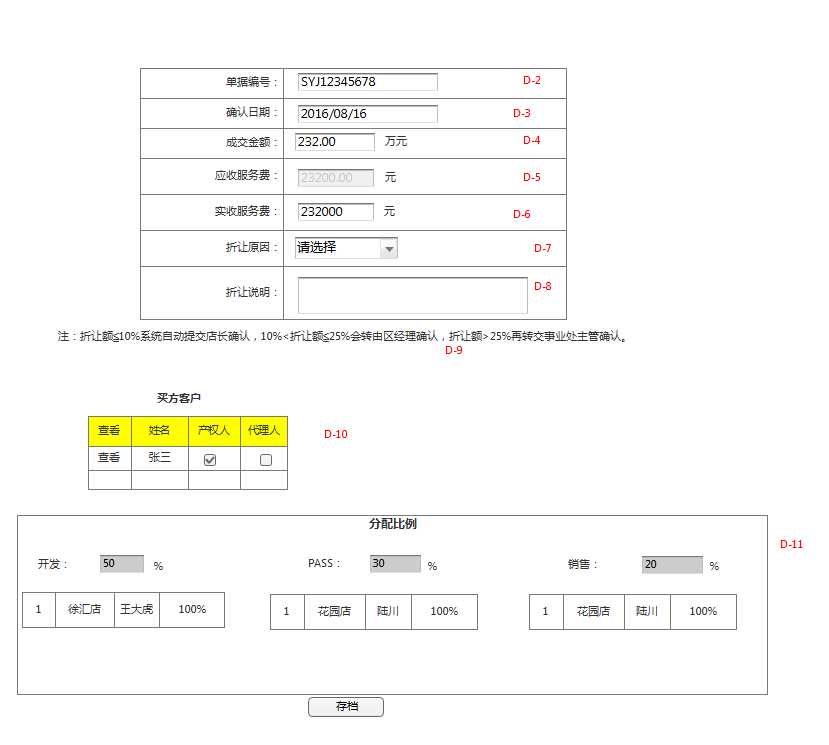 单据编号： SYJ12345678 D-2
确认日期： 2016/08/16 D-3
成交金额： 232.00 万元 D-4
应收服务费： 23200.00 元 D-5
实收服务费： 232000 元 D-6
折让原因： 请选择 D-7
折让说明： D-8
注：折让额≦10%系统自动提交店长确认，10%<折让额≦25%会转由区经理确认，折让额>25%再转交事业处主管确认。
D-9
买方客户
查看 姓名 产权人 代理人 D-10
查看 张三
分配比例
D-11
开发： 50 % PASS： 30 % 销售： 20 %
1 徐汇店 王大虎 100% 1 花园店 陆川 100% 1 花园店 陆川 100%
存档